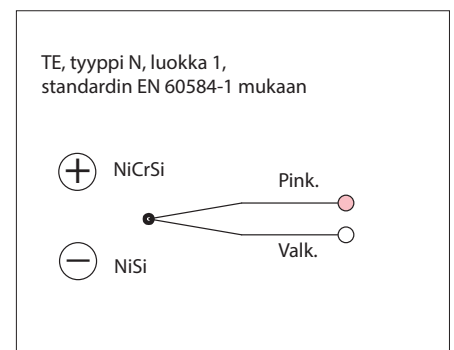 TE, tyyppi N, luokka 1,
standardin EN 60584-1 mukaan
+ NiCrSi
Pink.
− NiSi
Valk.